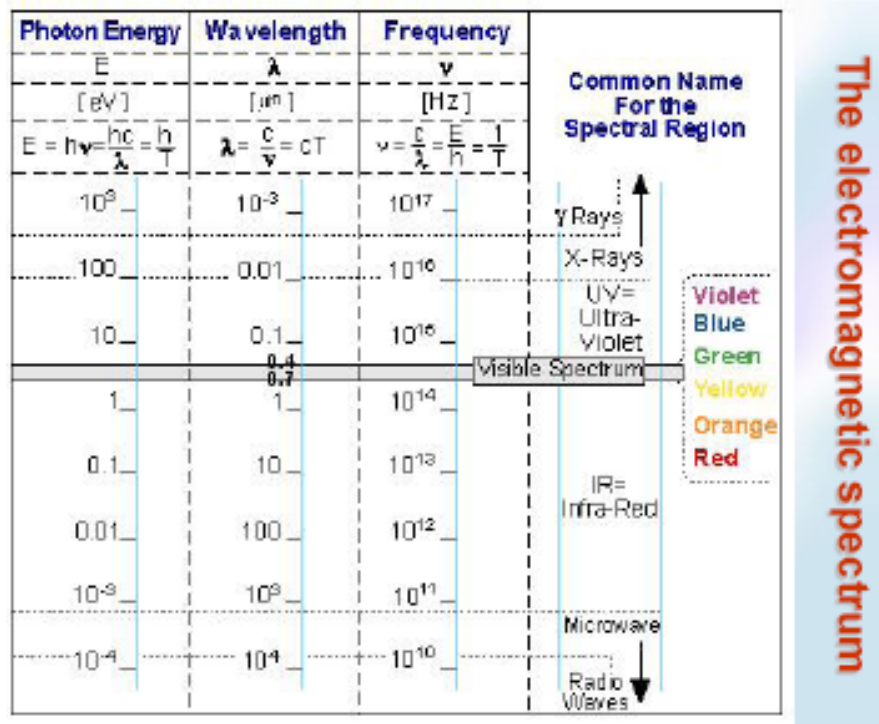 Photon Energy Wavelength Frequency
E λ ν
[eV] [μm] [Hz]
Common Name
For the
Spectral Region
E = hν = hc/λ = h/T λ = c/ν = cT ν = c/λ = E/h = 1/T
10³ 10⁻³ 10¹⁷
γ Rays
X-Rays
100 0.01 10¹⁶
UV=
Ultra-
Violet
10 0.1 10¹⁵
0.4
Visible Spectrum
0.7
Violet
Blue
Green
Yellow
Orange
Red
1 1 10¹⁴
0.1 10 10¹³
IR=
Infra-Red
0.01 100 10¹²
10⁻³ 10³ 10¹¹
Microwave
10⁻⁴ 10⁴ 10¹⁰
Radio
Waves
The electromagnetic spectrum